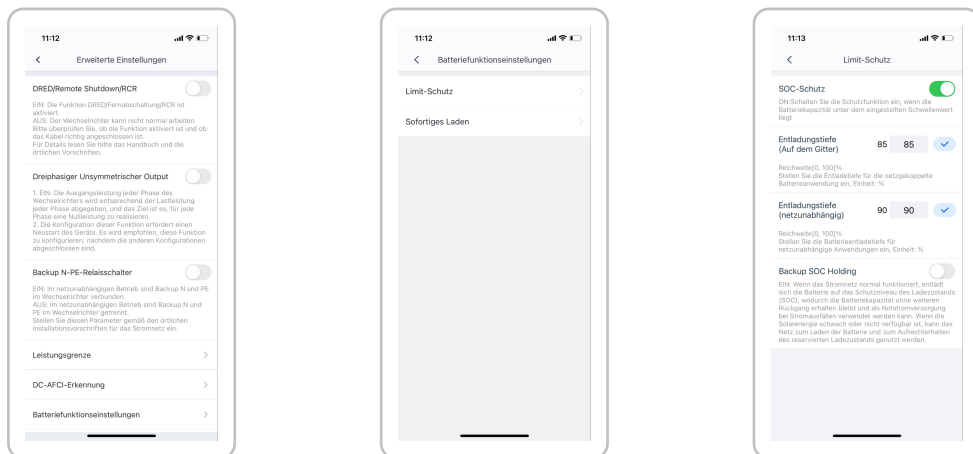 11:12
Erweiterte Einstellungen
DRED/Remote Shutdown/RCR
EIN: Die Funktion DRED/Fernabschaltung/RCR ist
aktiviert.
AUS: Der Wechselrichter kann nicht normal arbeiten
Bitte überprüfen Sie, ob die Funktion aktiviert ist und ob
das Kabel richtig angeschlossen ist.
Für Details lesen Sie bitte das Handbuch und die
örtlichen Vorschriften.
Dreiphasiger Unsymmetrischer Output
1. EIN: Die Ausgangsleistung jeder Phase des
Wechselrichters wird entsprechend der Lastleistung
jeder Phase abgegeben, und das Ziel ist es, für jede
Phase eine Nullleistung zu realisieren.
2. Die Konfiguration dieser Funktion erfordert einen
Neustart des Geräts. Es wird empfohlen, diese Funktion
zu konfigurieren, nachdem die anderen Konfigurationen
abgeschlossen sind.
Backup N-PE-Relaisschalter
EIN: Im netzunabhängigen Betrieb sind Backup N und PE
im Wechselrichter verbunden.
AUS: Im netzunabhängigen Betrieb sind Backup N und
PE im Wechselrichter getrennt.
Stellen Sie diesen Parameter gemäß den örtlichen
Installationsvorschriften für das Stromnetz ein.
Leistungsgrenze
DC-AFCI-Erkennung
Batteriefunktionseinstellungen
11:12
Batteriefunktionseinstellungen
Limit-Schutz
Sofortiges Laden
11:13
Limit-Schutz
SOC-Schutz
ON:Schalten Sie die Schutzfunktion ein, wenn die
Batteriekapazität unter dem eingestellten Schwellenwert
liegt
Entladungstiefe
(Auf dem Gitter) 85 85
Reichweite[0, 100]%
Stellen Sie die Entladetiefe für die netzgekoppelte
Batterieanwendung ein, Einheit: %
Entladungstiefe
(netzunabhängig) 90 90
Reichweite[0, 100]%
Stellen Sie die Batterieentladetiefe für
netzunabhängige Anwendungen ein, Einheit: %
Backup SOC Holding
EIN: Wenn das Stromnetz normal funktioniert, entlädt
sich die Batterie auf das Schutzniveau des Ladezustands
(SOC), wodurch die Batteriekapazität ohne weiteren
Rückgang erhalten bleibt und als Notstromversorgung
bei Stromausfällen verwendet werden kann. Wenn die
Solarenergie schwach oder nicht verfügbar ist, kann das
Netz zum Laden der Batterie und zum Aufrechterhalten
des reservierten Ladezustands genutzt werden.